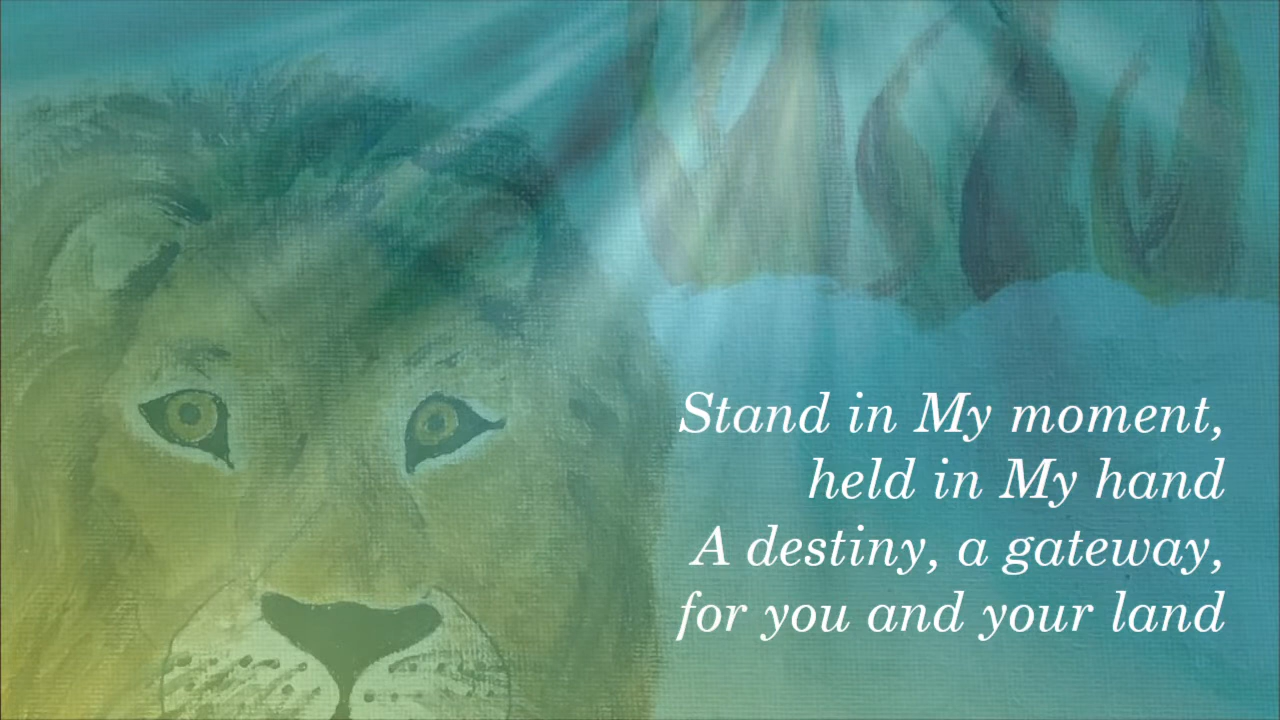 Stand in My moment,
held in My hand
A destiny, a gateway,
for you and your land